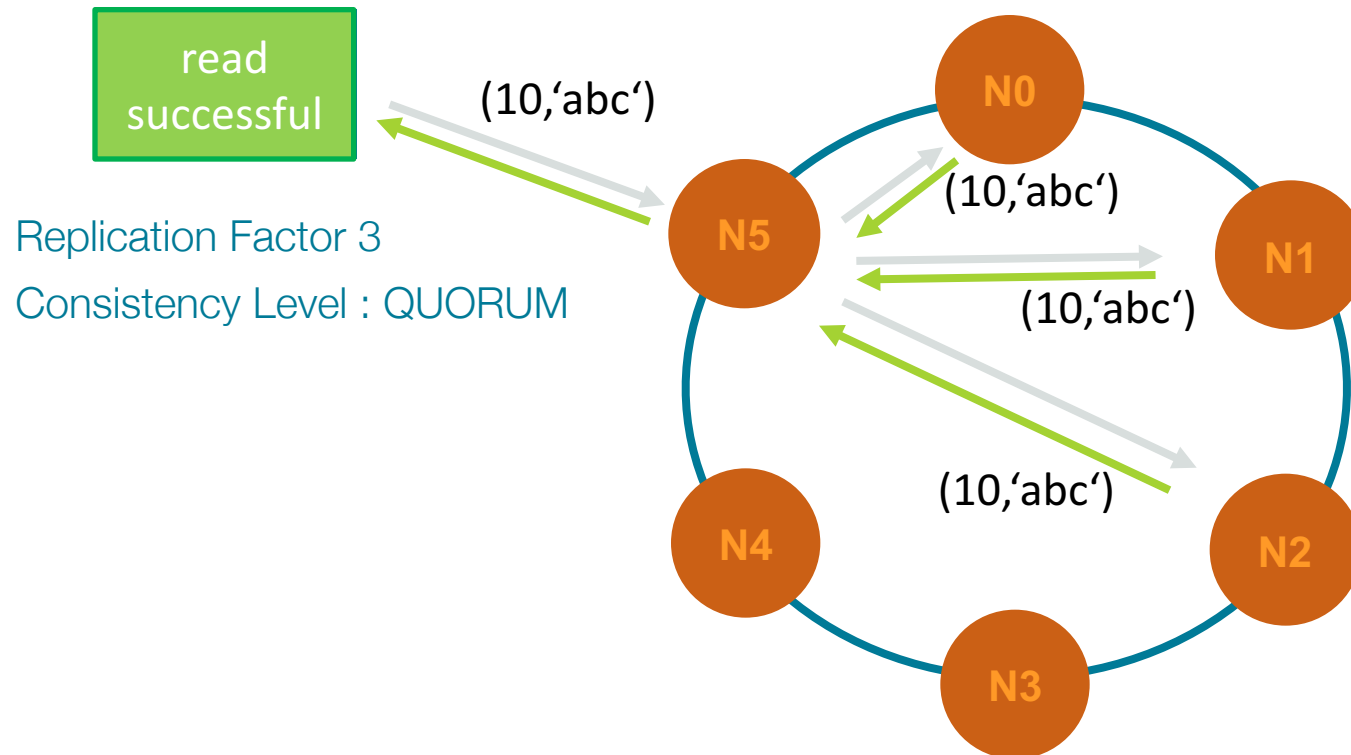 read
successful
(10,‘abc‘)
N0
(10,‘abc‘)
N5
N1
Replication Factor 3
Consistency Level : QUORUM
(10,‘abc‘)
(10,‘abc‘)
N4
N2
N3